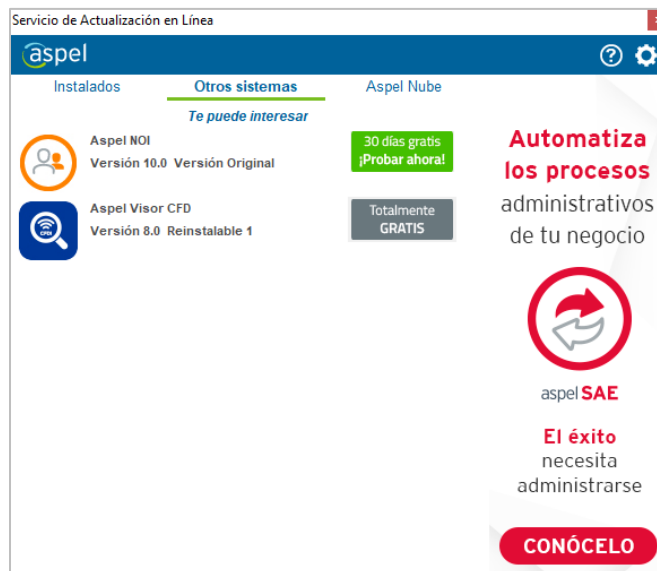 Servicio de Actualización en Línea
aspel
Instalados
Otros sistemas
Aspel Nube
Te puede interesar
Aspel NOI
Versión 10.0 Versión Original
30 días gratis
¡Probar ahora!
Aspel Visor CFD
Versión 8.0 Reinstalable 1
Totalmente
GRATIS
CFDI
Automatiza
los procesos
administrativos
de tu negocio
aspel SAE
El éxito
necesita
administrarse
CONÓCELO